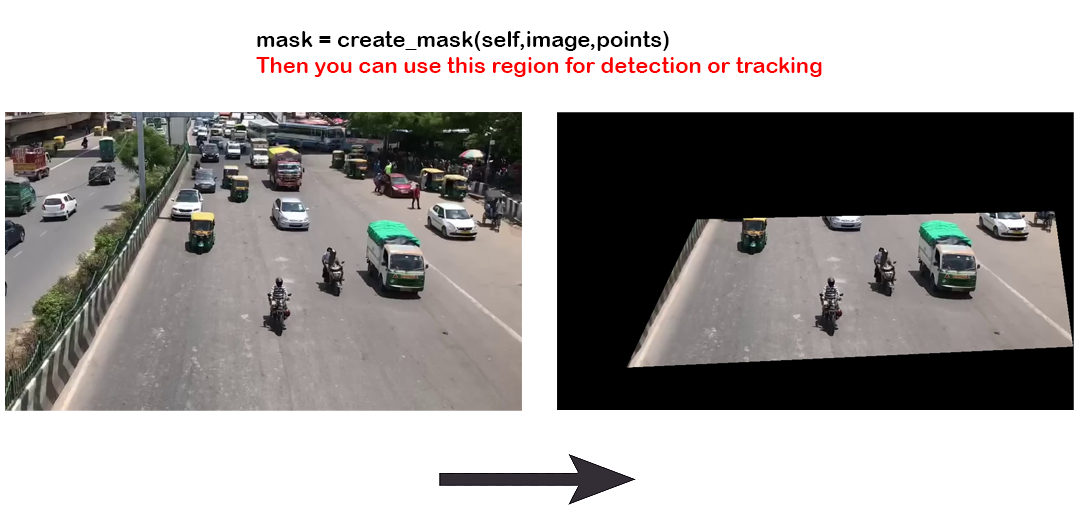 mask = create_mask(self,image,points)
Then you can use this region for detection or tracking